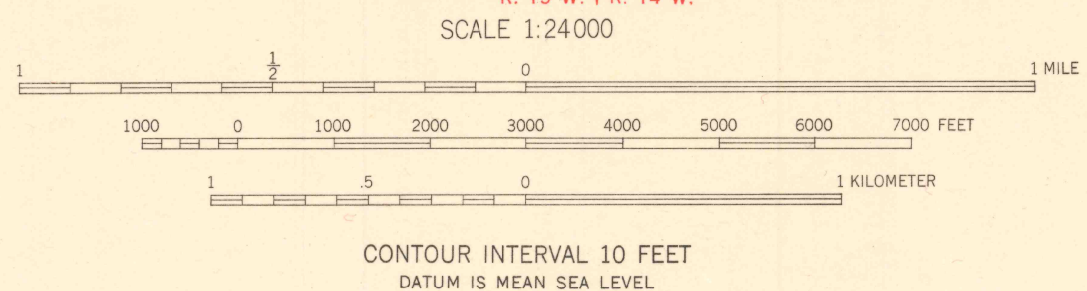 SCALE 1:24000
1 1/2 0 1 MILE
1000 0 1000 2000 3000 4000 5000 6000 7000 FEET
1 .5 0 1 KILOMETER
CONTOUR INTERVAL 10 FEET
DATUM IS MEAN SEA LEVEL